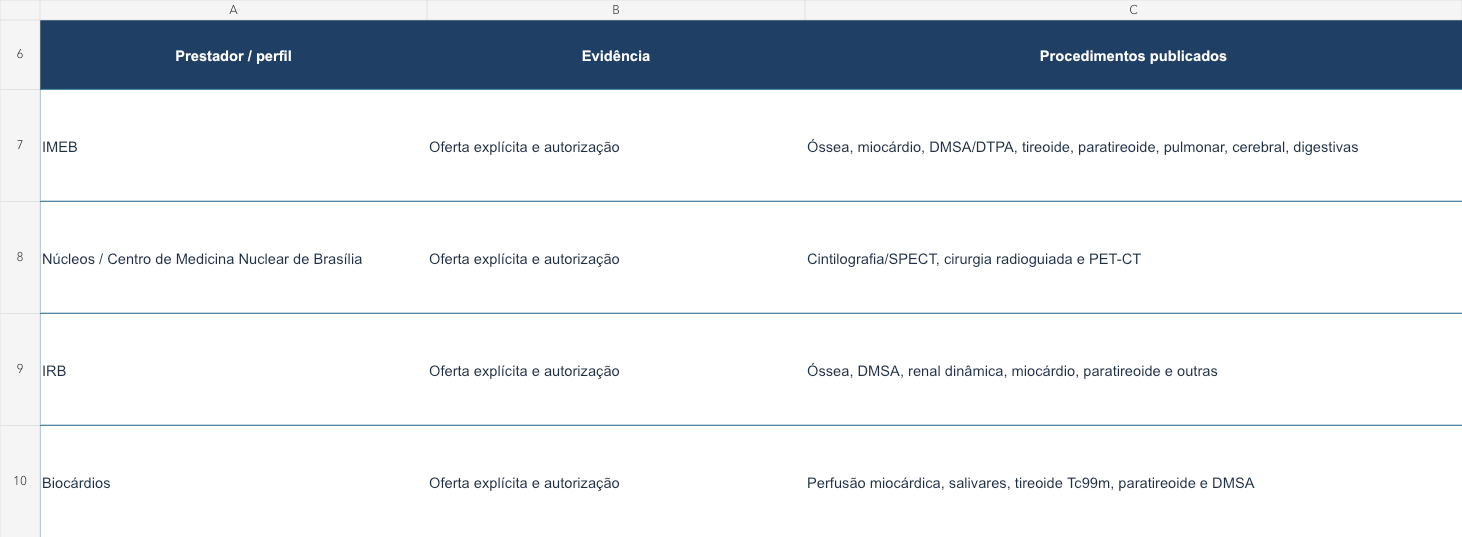 A B C
6 Prestador / perfil Evidência Procedimentos publicados
7 IMEB Oferta explícita e autorização Óssea, miocárdio, DMSA/DTPA, tireoide, paratireoide, pulmonar, cerebral, digestivas
8 Núcleos / Centro de Medicina Nuclear de Brasília Oferta explícita e autorização Cintilografia/SPECT, cirurgia radioguiada e PET-CT
9 IRB Oferta explícita e autorização Óssea, DMSA, renal dinâmica, miocárdio, paratireoide e outras
10 Biocárdios Oferta explícita e autorização Perfusão miocárdica, salivares, tireoide Tc99m, paratireoide e DMSA